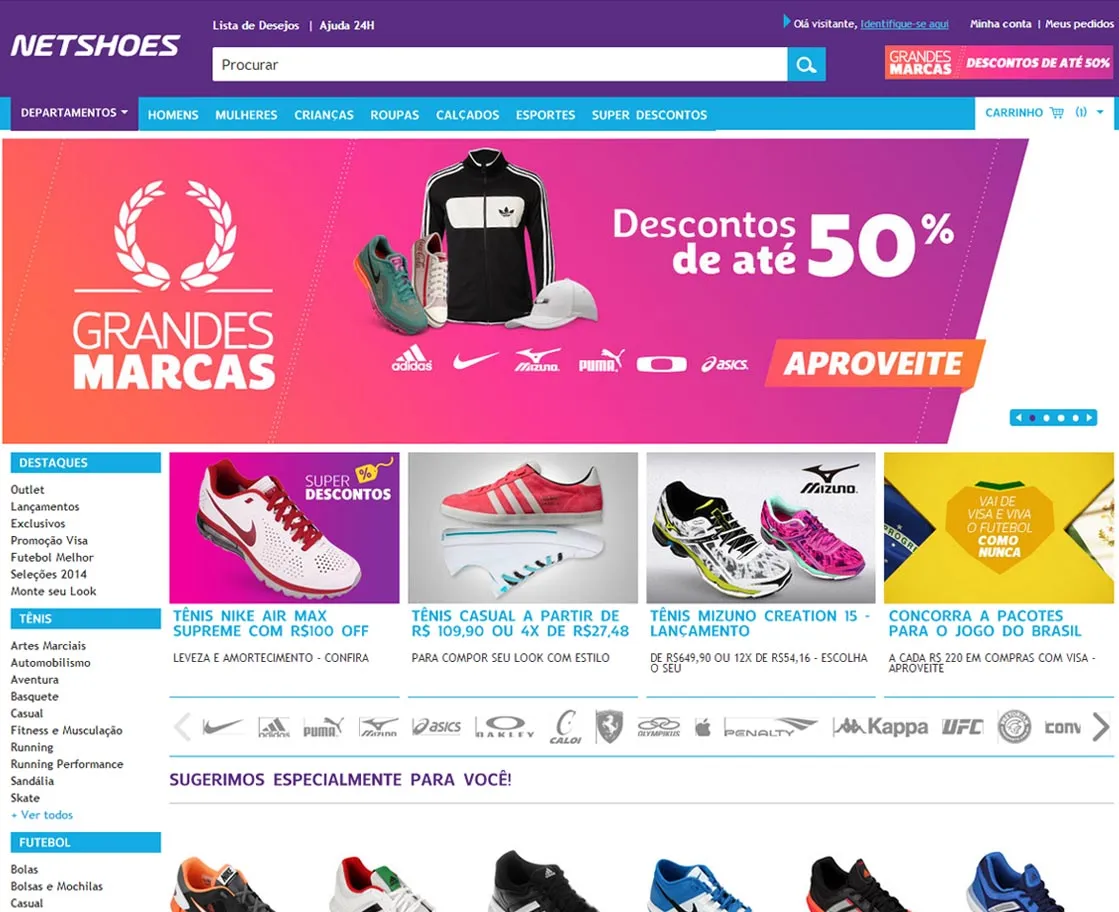 Lista de Desejos | Ajuda 24H
Olá visitante, Identifique-se aqui
Minha conta | Meus pedidos
NETSHOES
Procurar
GRANDES
MARCAS
DESCONTOS DE ATÉ 50%
DEPARTAMENTOS
HOMENS
MULHERES
CRIANÇAS
ROUPAS
CALÇADOS
ESPORTES
SUPER DESCONTOS
CARRINHO (1)
GRANDES
MARCAS
Descontos
de até 50%
adidas
MIZUNO
PUMA
asics
APROVEITE
DESTAQUES
Outlet
Lançamentos
Exclusivos
Promoção Visa
Futebol Melhor
Seleções 2014
Monte seu Look
TÊNIS
Artes Marciais
Automobilismo
Aventura
Basquete
Casual
Fitness e Musculação
Running
Running Performance
Sandália
Skate
+ Ver todos
FUTEBOL
Bolas
Bolsas e Mochilas
Casual
SUPER %
DESCONTOS
TÊNIS NIKE AIR MAX
SUPREME COM R$100 OFF
LEVEZA E AMORTECIMENTO - CONFIRA
TÊNIS CASUAL A PARTIR DE
R$ 109,90 OU 4X DE R$27,48
PARA COMPOR SEU LOOK COM ESTILO
MIZUNO
TÊNIS MIZUNO CREATION 15 -
LANÇAMENTO
DE R$649,90 OU 12X DE R$54,16 - ESCOLHA
O SEU
VAI DE
VISA E VIVA
O FUTEBOL
COMO
NUNCA
CONCORRA A PACOTES
PARA O JOGO DO BRASIL
A CADA R$ 220 EM COMPRAS COM VISA -
APROVEITE
adidas
PUMA
MIZUNO
asics
OAKLEY
CALOI
OLYMPIKUS
PENALTY
Kappa
UFC
conv
SUGERIMOS ESPECIALMENTE PARA VOCÊ!